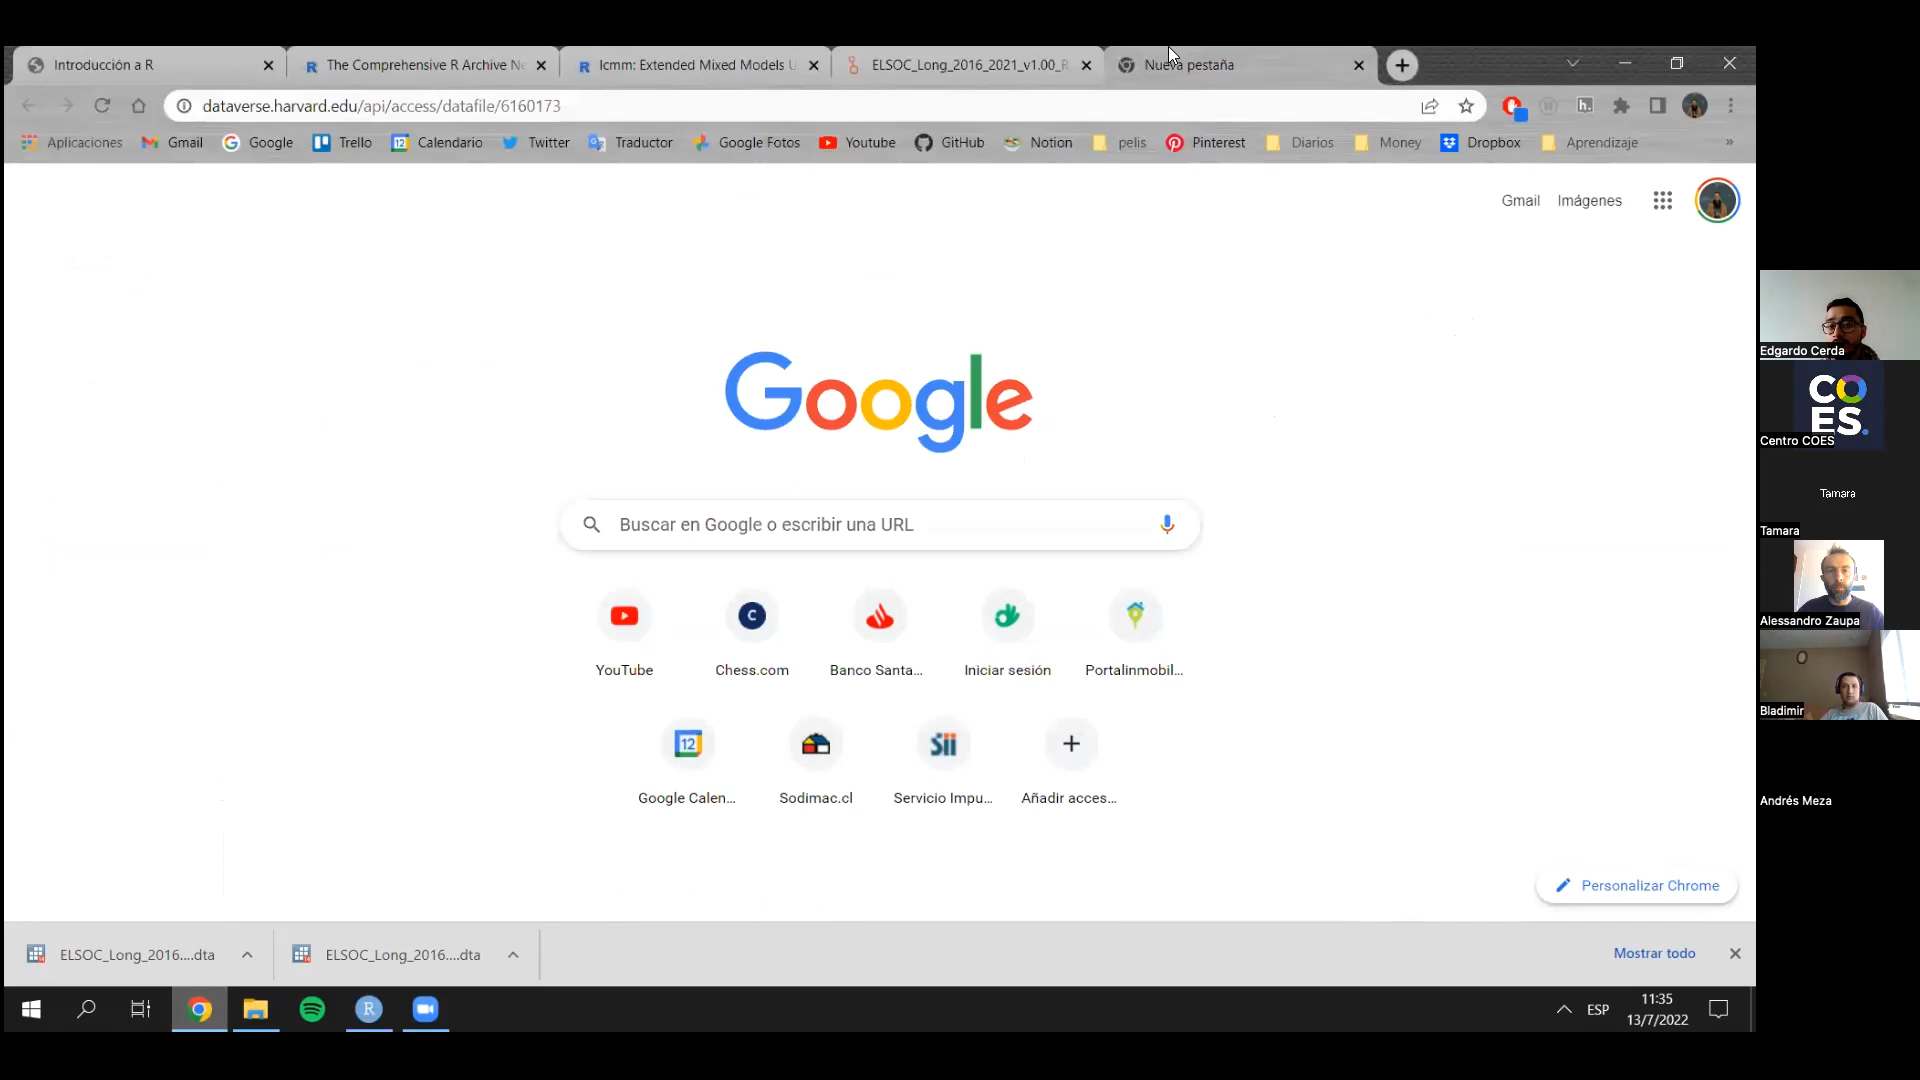 Introducción a R
The Comprehensive R Archive Ne
lcmm: Extended Mixed Models U
ELSOC_Long_2016_2021_v1.00_R
Nueva pestaña
dataverse.harvard.edu/api/access/datafile/6160173
Aplicaciones
Gmail
Google
Trello
Calendario
Twitter
Traductor
Google Fotos
Youtube
GitHub
Notion
pelis
Pinterest
Diarios
Money
Dropbox
Aprendizaje
»
Gmail
Imágenes
Google
Buscar en Google o escribir una URL
YouTube
Chess.com
Banco Santa...
Iniciar sesión
Portalinmobil...
12
Sii
Google Calen...
Sodimac.cl
Servicio Impu...
Añadir acces...
Personalizar Chrome
ELSOC_Long_2016....dta
ELSOC_Long_2016....dta
Mostrar todo
ESP
11:35
13/7/2022
Edgardo Cerda
COES.
Centro COES
Tamara
Tamara
Alessandro Zaupa
Bladimir
Andrés Meza